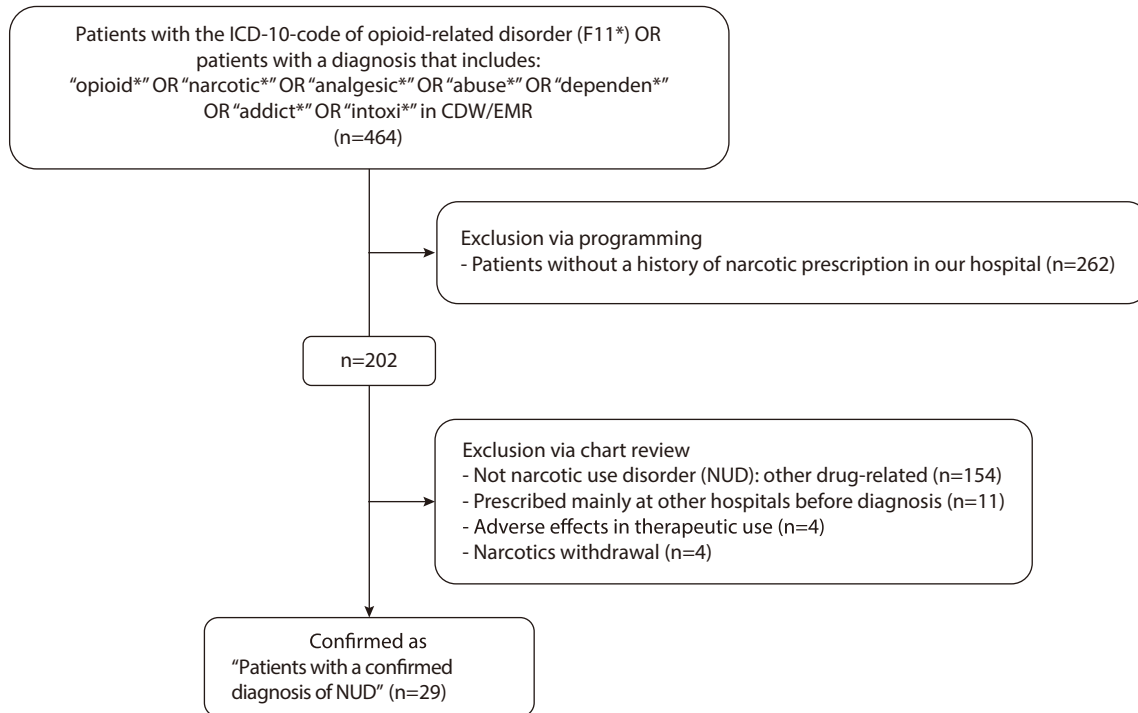 Patients with the ICD-10-code of opioid-related disorder (F11*) OR
patients with a diagnosis that includes:
“opioid*” OR “narcotic*” OR “analgesic*” OR “abuse*” OR “dependen*”
OR “addict*” OR “intoxi*” in CDW/EMR
(n=464)
Exclusion via programming
- Patients without a history of narcotic prescription in our hospital (n=262)
n=202
Exclusion via chart review
- Not narcotic use disorder (NUD): other drug-related (n=154)
- Prescribed mainly at other hospitals before diagnosis (n=11)
- Adverse effects in therapeutic use (n=4)
- Narcotics withdrawal (n=4)
Confirmed as
“Patients with a confirmed
diagnosis of NUD” (n=29)